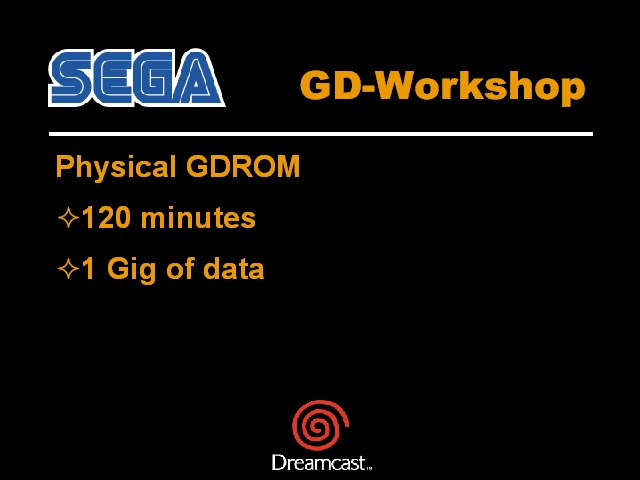 SEGA
GD-Workshop
Physical GDROM
✧120 minutes
✧1 Gig of data
Dreamcast™